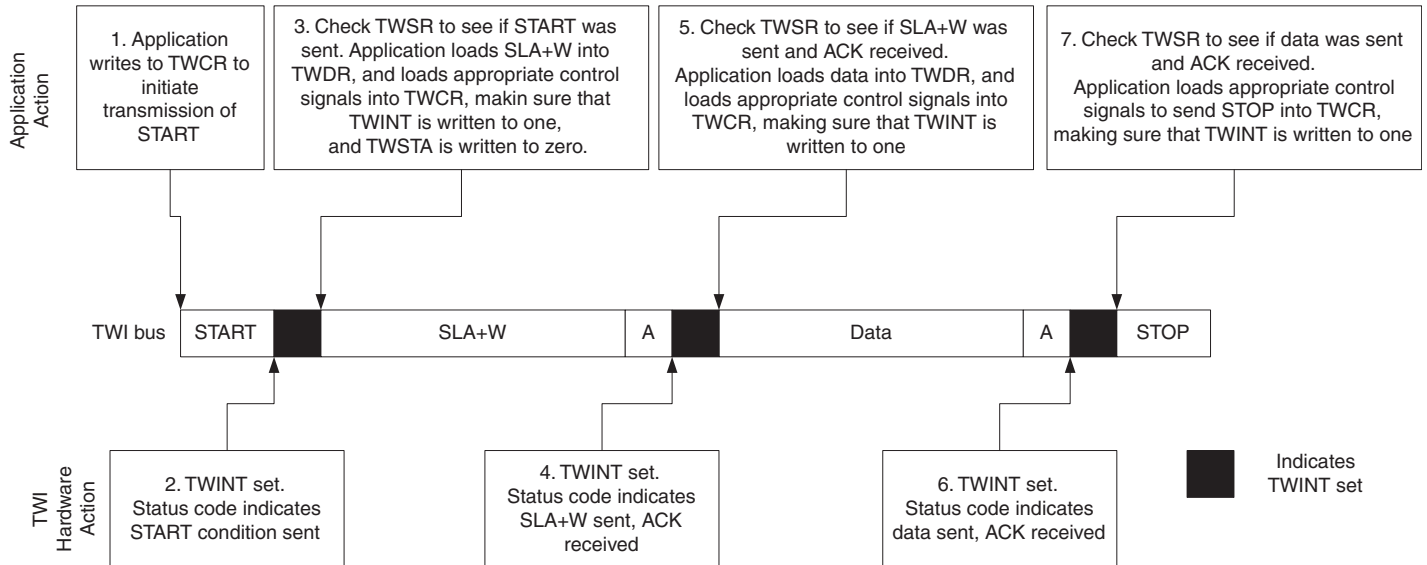 Application
Action
1. Application
writes to TWCR to
initiate
transmission of
START
3. Check TWSR to see if START was
sent. Application loads SLA+W into
TWDR, and loads appropriate control
signals into TWCR, makin sure that
TWINT is written to one,
and TWSTA is written to zero.
5. Check TWSR to see if SLA+W was
sent and ACK received.
Application loads data into TWDR, and
loads appropriate control signals into
TWCR, making sure that TWINT is
written to one
7. Check TWSR to see if data was sent
and ACK received.
Application loads appropriate control
signals to send STOP into TWCR,
making sure that TWINT is written to one
TWI bus
START
SLA+W
A
Data
A
STOP
TWI
Hardware
Action
2. TWINT set.
Status code indicates
START condition sent
4. TWINT set.
Status code indicates
SLA+W sent, ACK
received
6. TWINT set.
Status code indicates
data sent, ACK received
Indicates
TWINT set